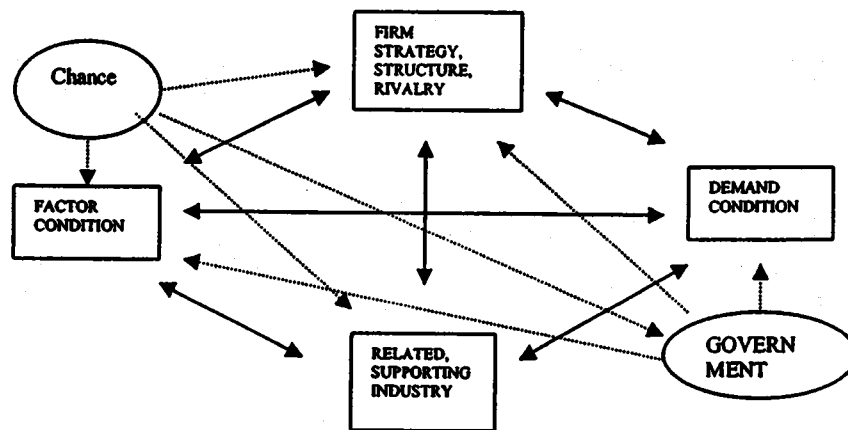 FIRM
STRATEGY,
STRUCTURE,
RIVALRY
Chance
FACTOR
CONDITION
DEMAND
CONDITION
RELATED,
SUPPORTING
INDUSTRY
GOVERN
MENT